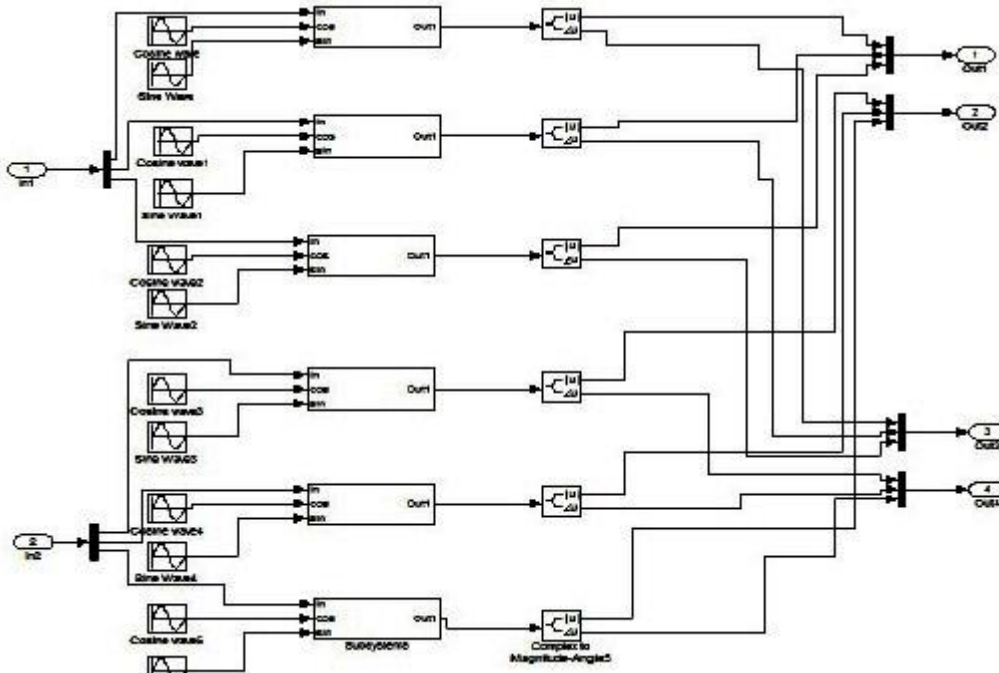 in
cos
sin
Out1
|u|
∠u
Cosine wave
Sine Wave
1
Out1
2
Out2
in
cos
sin
Out1
|u|
∠u
Cosine wave1
1
In1
Sine Wave1
in
cos
sin
Out1
|u|
∠u
Cosine wave2
Sine Wave2
in
cos
sin
Out1
|u|
∠u
Cosine wave3
Sine Wave3
3
Out3
4
Out4
in
cos
sin
Out1
|u|
∠u
Cosine wave4
2
In2
Sine Wave4
in
cos
sin
Out1
|u|
∠u
Cosine wave5
Subsystem5
Complex to
Magnitude-Angle5